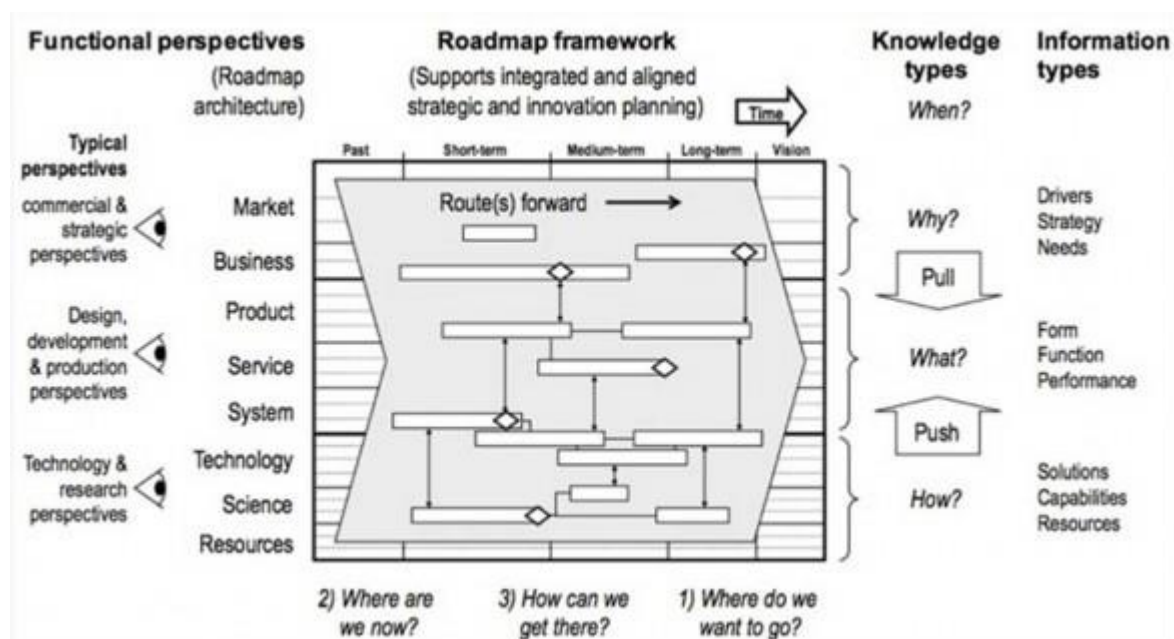 Functional perspectives
(Roadmap
architecture)
Roadmap framework
(Supports integrated and aligned
strategic and innovation planning)
Time
Knowledge
types
When?
Information
types
Typical
perspectives
Past
Short-term
Medium-term
Long-term
Vision
commercial &
strategic
perspectives
Market
Business
Route(s) forward
Why?
Drivers
Strategy
Needs
Pull
Design,
development
& production
perspectives
Product
Service
System
What?
Form
Function
Performance
Push
Technology &
research
perspectives
Technology
Science
Resources
How?
Solutions
Capabilities
Resources
2) Where are
we now?
3) How can we
get there?
1) Where do we
want to go?